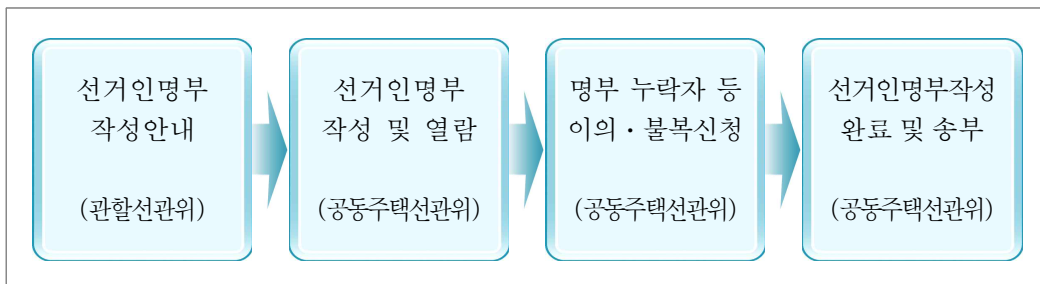 선거인명부
작성안내
(관할선관위)
선거인명부
작성 및 열람
(공동주택선관위)
명부 누락자 등
이의·불복신청
(공동주택선관위)
선거인명부작성
완료 및 송부
(공동주택선관위)